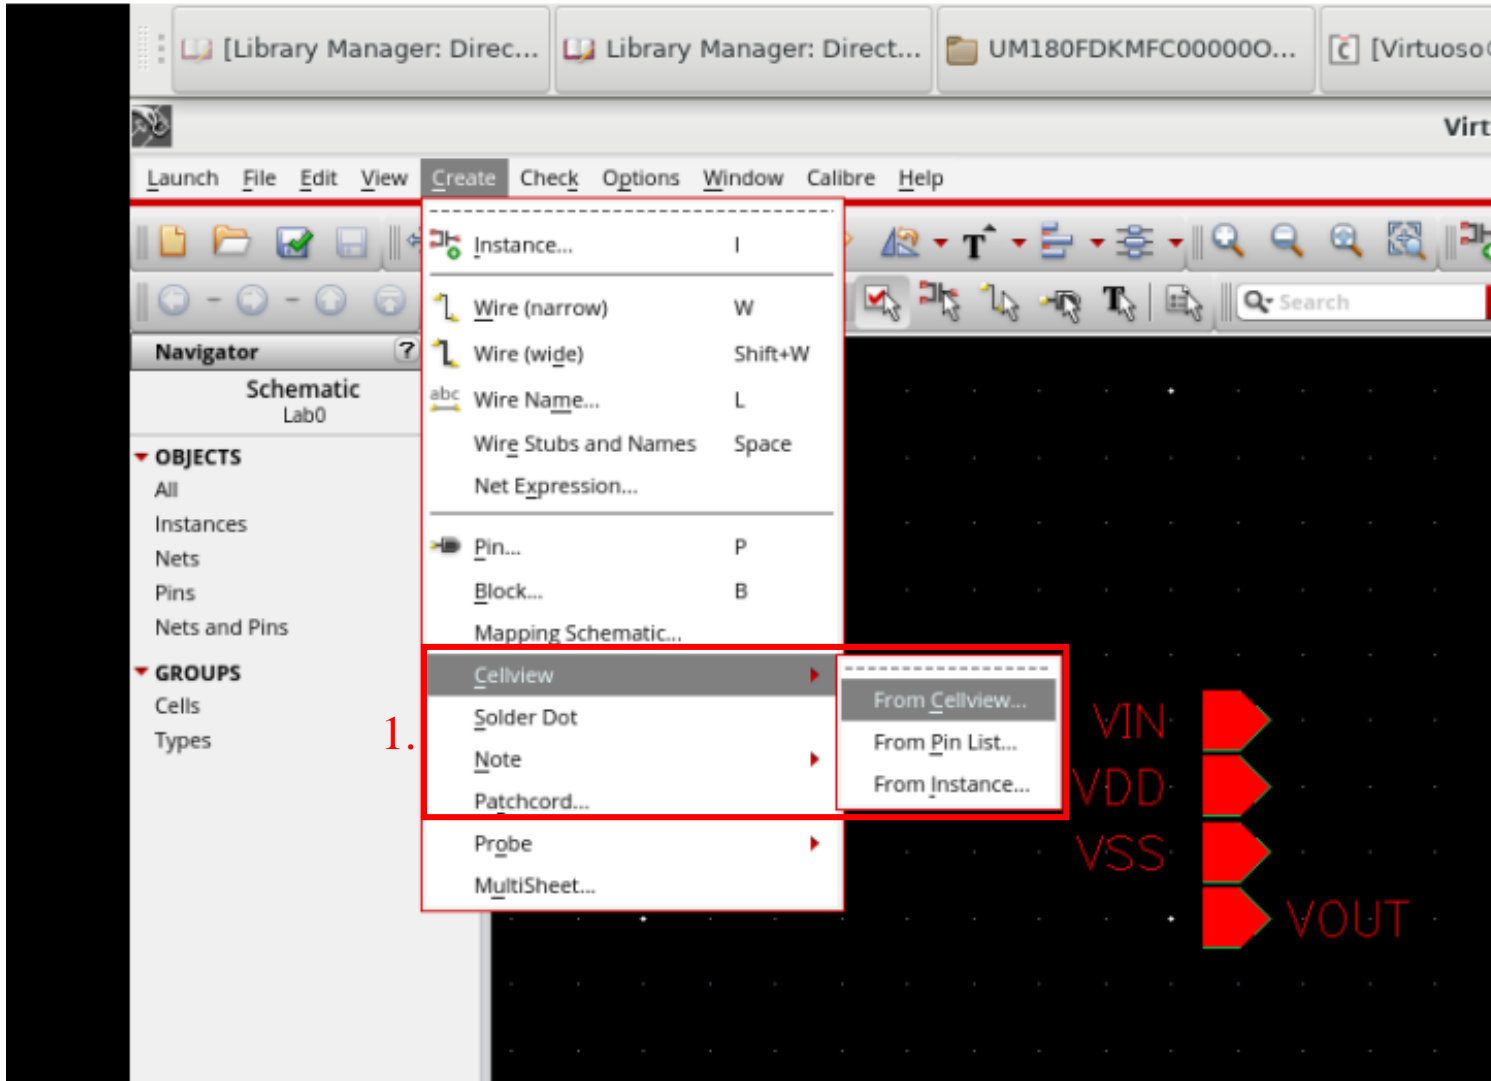 [Library Manager: Direc...
Library Manager: Direct...
UM180FDKMFC00000O...
[Virtuoso
Virt
Launch File Edit View Create Check Options Window Calibre Help
Instance... I
Wire (narrow) W
Wire (wide) Shift+W
abc Wire Name... L
Wire Stubs and Names Space
Net Expression...
Pin... P
Block... B
Mapping Schematic...
Cellview
Solder Dot
Note
Patchcord...
Probe
MultiSheet...
From Cellview...
From Pin List...
From Instance...
1.
Search
Navigator ?
Schematic
Lab0
OBJECTS
All
Instances
Nets
Pins
Nets and Pins
GROUPS
Cells
Types
VIN
VDD
VSS
VOUT